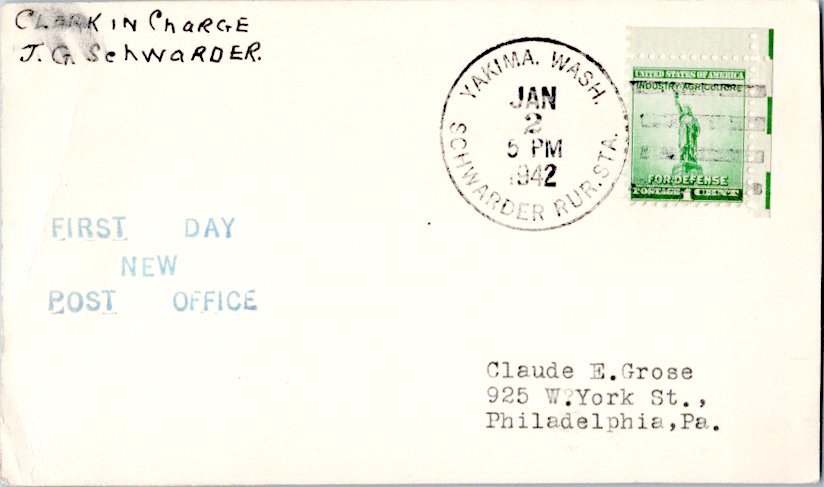 CLERK IN CHARGE
J. G. SCHWARDER.
YAKIMA. WASH.
JAN
2
5 PM
1942
SCHWARDER RUR. STA.
UNITED STATES OF AMERICA
INDUSTRY AGRICULTURE
FOR DEFENSE
POSTAGE 1 CENT
FIRST DAY
NEW
POST OFFICE
Claude E.Grose
925 W.York St.,
Philadelphia,Pa.